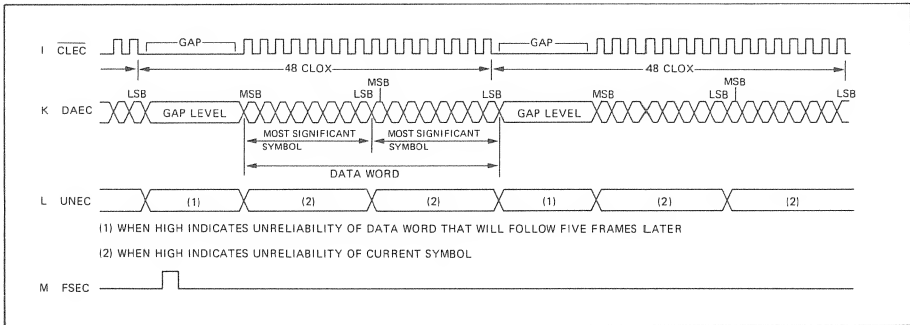 I CLEC GAP GAP
48 CLOX 48 CLOX
LSB MSB LSB MSB LSB MSB LSB MSB LSB
K DAEC GAP LEVEL GAP LEVEL
MOST SIGNIFICANT SYMBOL MOST SIGNIFICANT SYMBOL
DATA WORD
L UNEC (1) (2) (2) (1) (2) (2)
(1) WHEN HIGH INDICATES UNRELIABILITY OF DATA WORD THAT WILL FOLLOW FIVE FRAMES LATER
(2) WHEN HIGH INDICATES UNRELIABILITY OF CURRENT SYMBOL
M FSEC